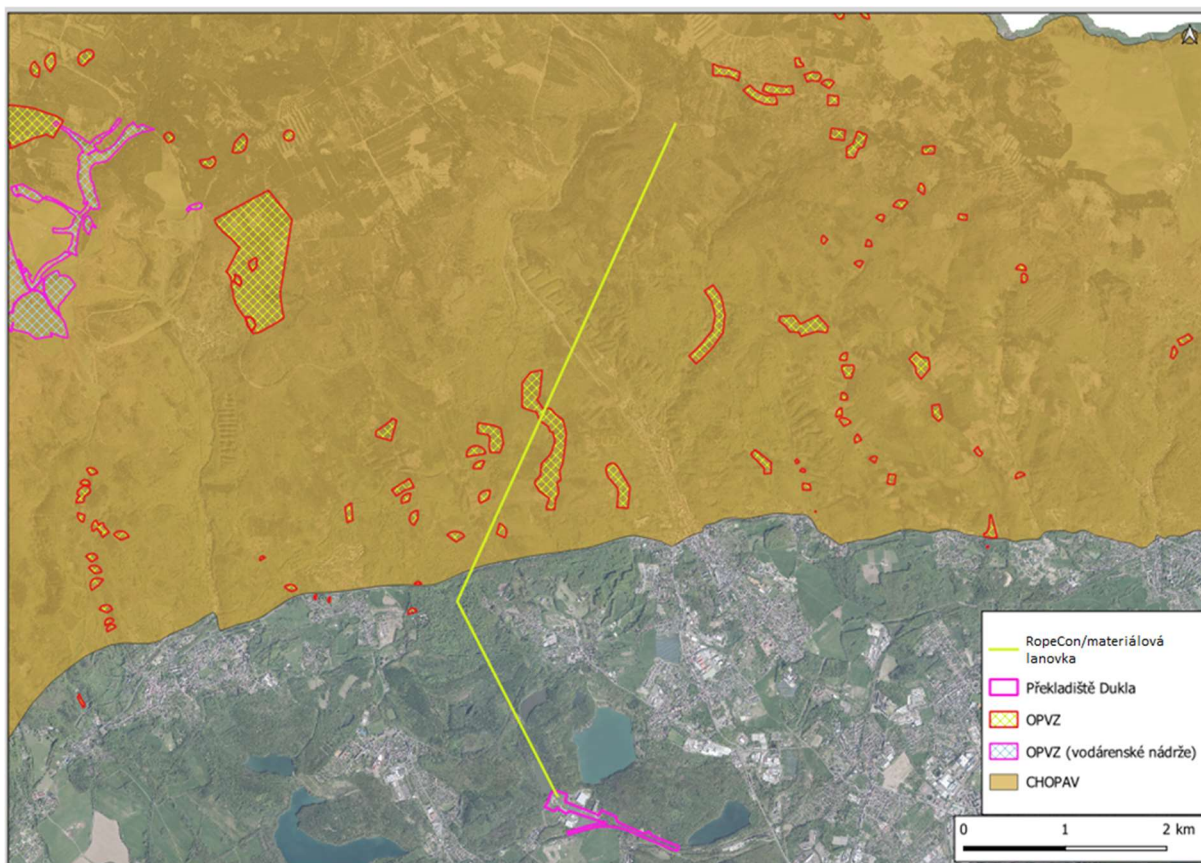 RopeCon/materiálová
lanovka
Překladiště Dukla
OPVZ
OPVZ (vodárenské nádrže)
CHOPAV
0 1 2 km